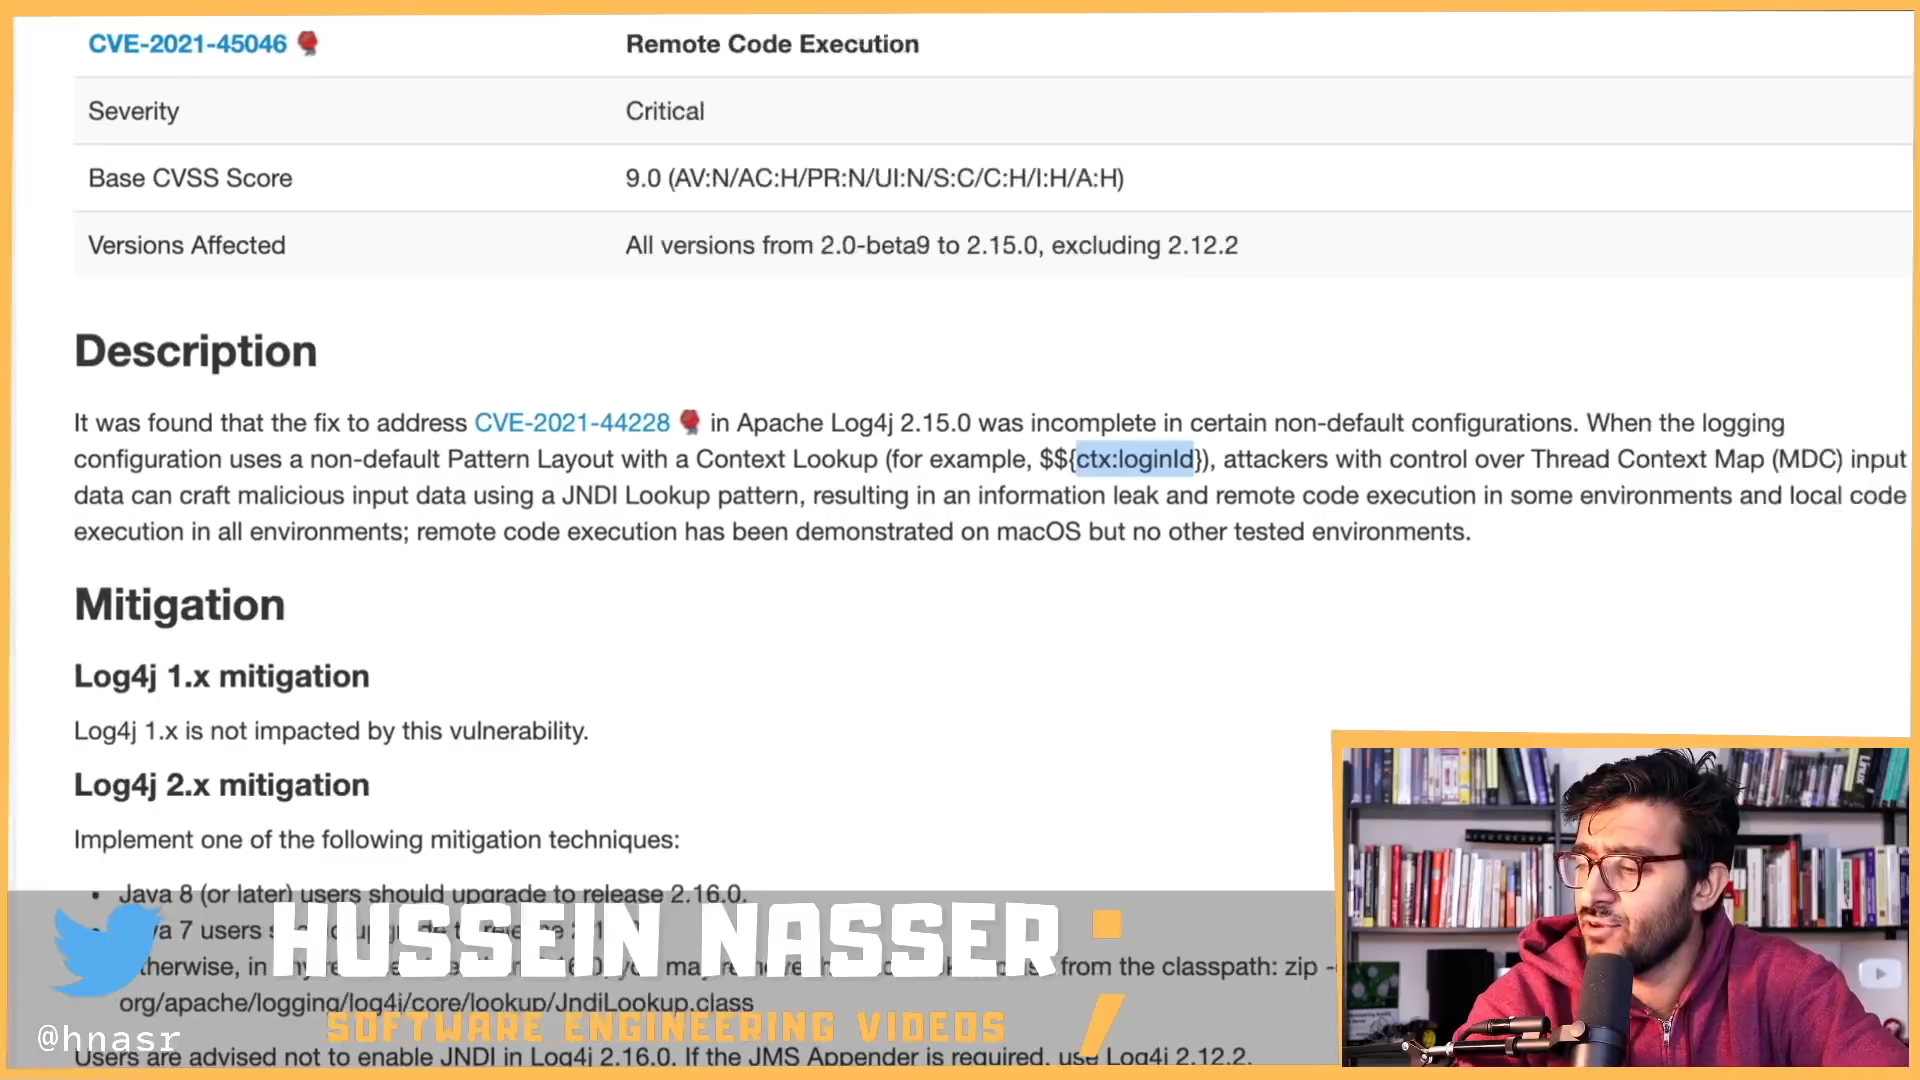 CVE-2021-45046 Remote Code Execution
Severity Critical
Base CVSS Score 9.0 (AV:N/AC:H/PR:N/UI:N/S:C/C:H/I:H/A:H)
Versions Affected All versions from 2.0-beta9 to 2.15.0, excluding 2.12.2
Description
It was found that the fix to address CVE-2021-44228 in Apache Log4j 2.15.0 was incomplete in certain non-default configurations. When the logging
configuration uses a non-default Pattern Layout with a Context Lookup (for example, $${ctx:loginId}), attackers with control over Thread Context Map (MDC) input
data can craft malicious input data using a JNDI Lookup pattern, resulting in an information leak and remote code execution in some environments and local code
execution in all environments; remote code execution has been demonstrated on macOS but no other tested environments.
Mitigation
Log4j 1.x mitigation
Log4j 1.x is not impacted by this vulnerability.
Log4j 2.x mitigation
Implement one of the following mitigation techniques:
Java 8 (or later) users should upgrade to release 2.16.0.
7 users
from the classpath: zip
org/apache/logging/log4j/core/lookup/JndiLookup.class
Users are advised not to enable JNDI in Log4j 2.16.0. If the JMS Appender is required, use Log4j 2.12.2.
HUSSEIN NASSER
SOFTWARE ENGINEERING VIDEOS
@hnasr
Linux